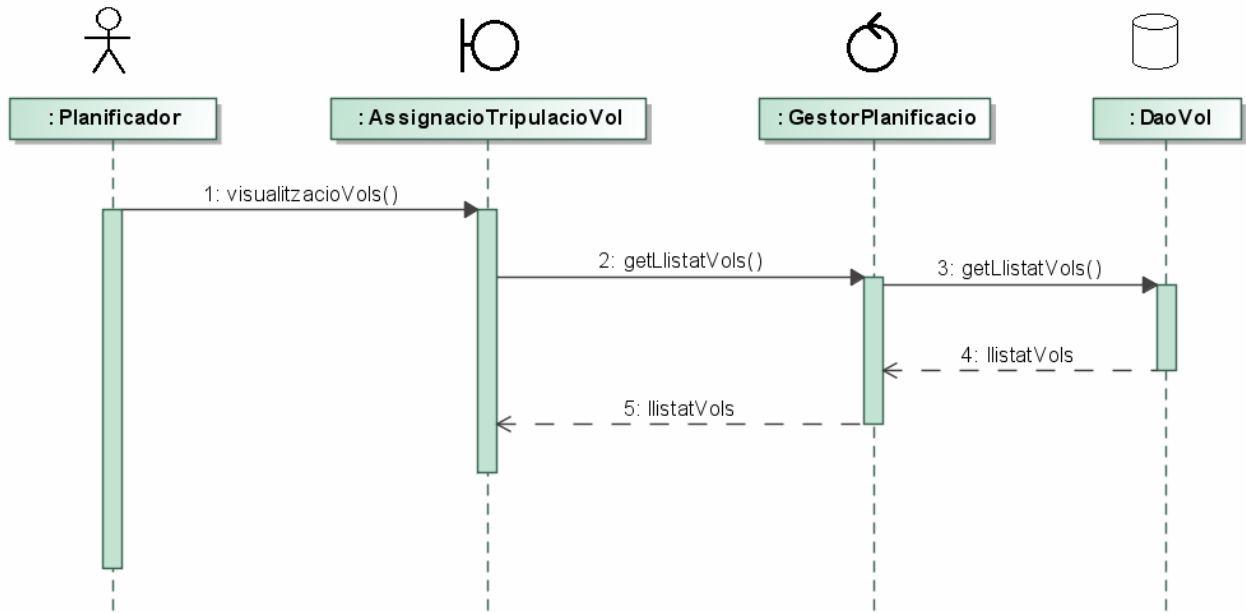 : Planificador
: AssignacioTripulacioVol
: GestorPlanificacio
: DaoVol
1: visualitzacioVols()
2: getLlistatVols()
3: getLlistatVols()
4: llistatVols
5: llistatVols